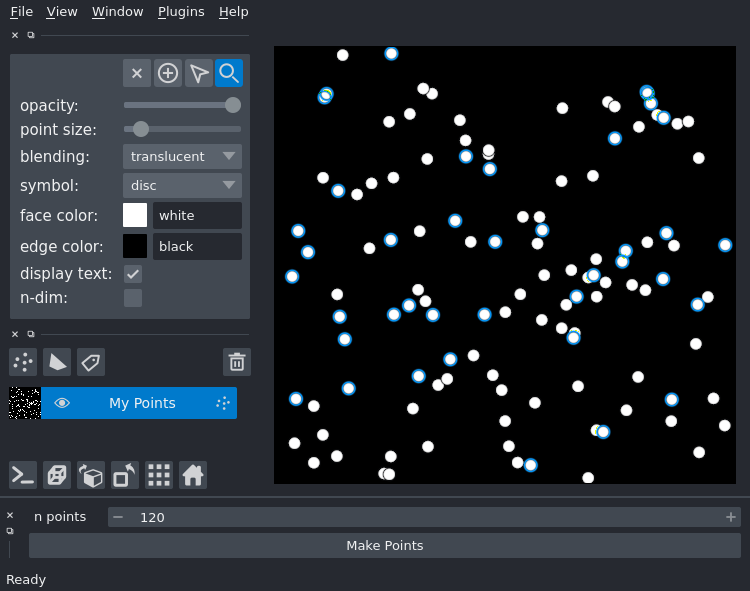 File View Window Plugins Help
opacity:
point size:
blending: translucent
symbol: disc
face color: white
edge color: black
display text:
n-dim:
My Points
n points 120
Make Points
Ready